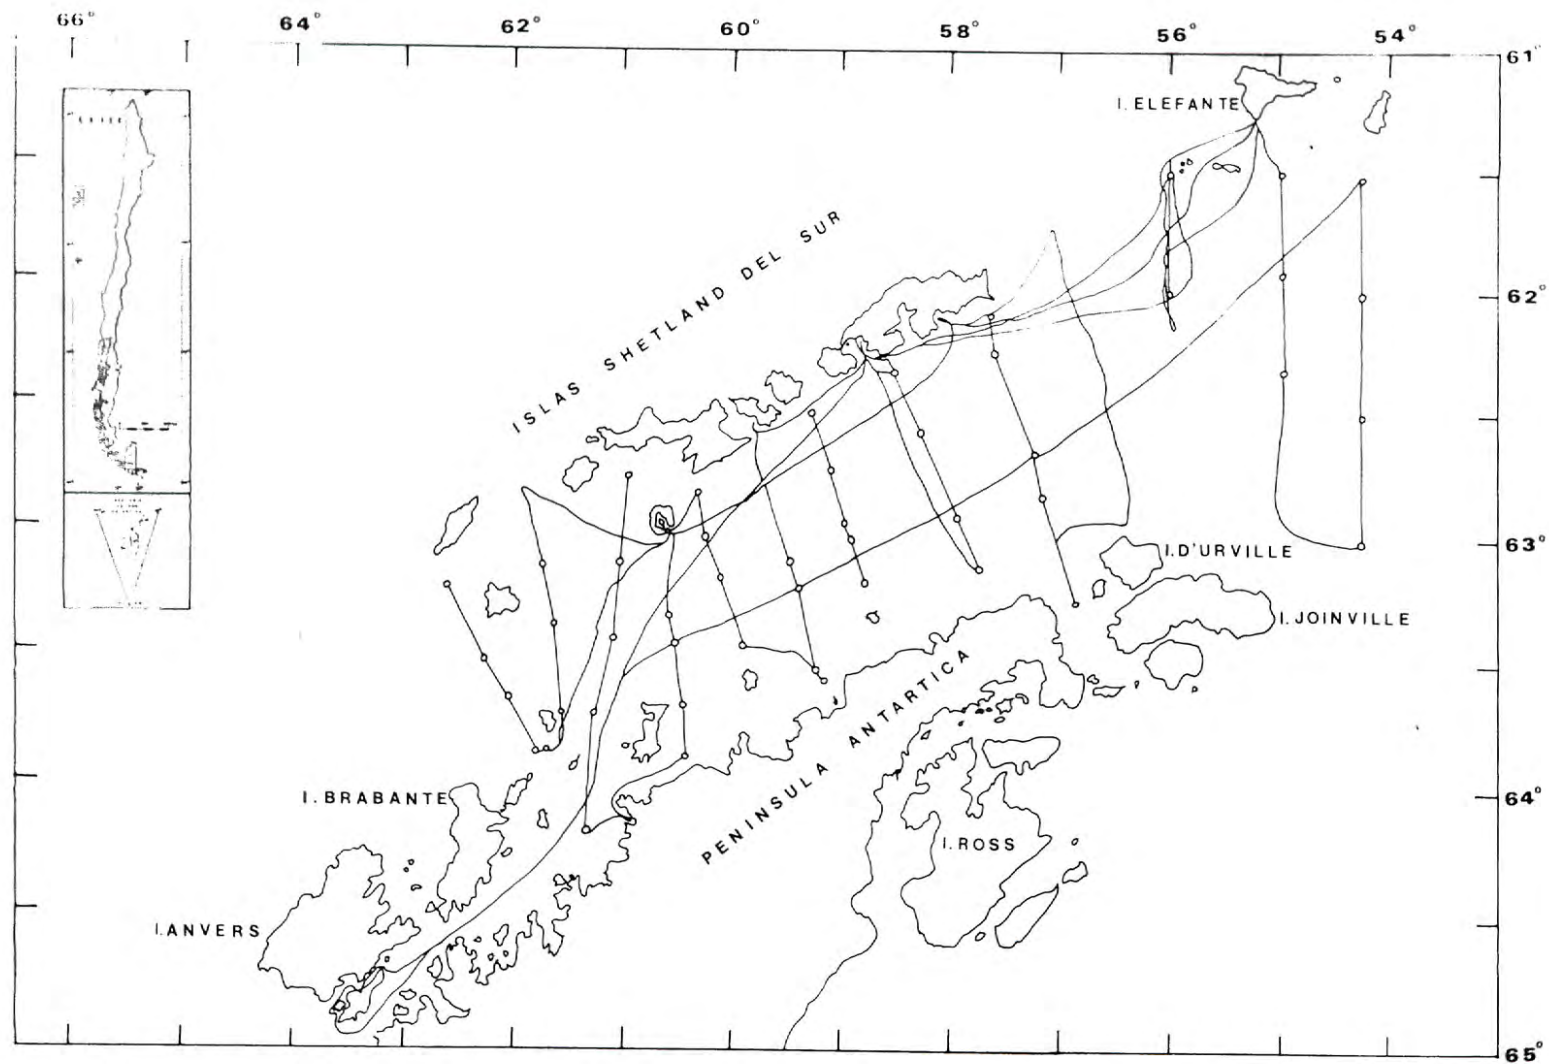 66° 64° 62° 60° 58° 56° 54°
61°
I. ELEFANTE
ISLAS SHETLAND DEL SUR
62°
63°
I. D'URVILLE
I. JOINVILLE
PENINSULA ANTARTICA
I. BRABANTE
64°
I. ROSS
I. ANVERS
65°